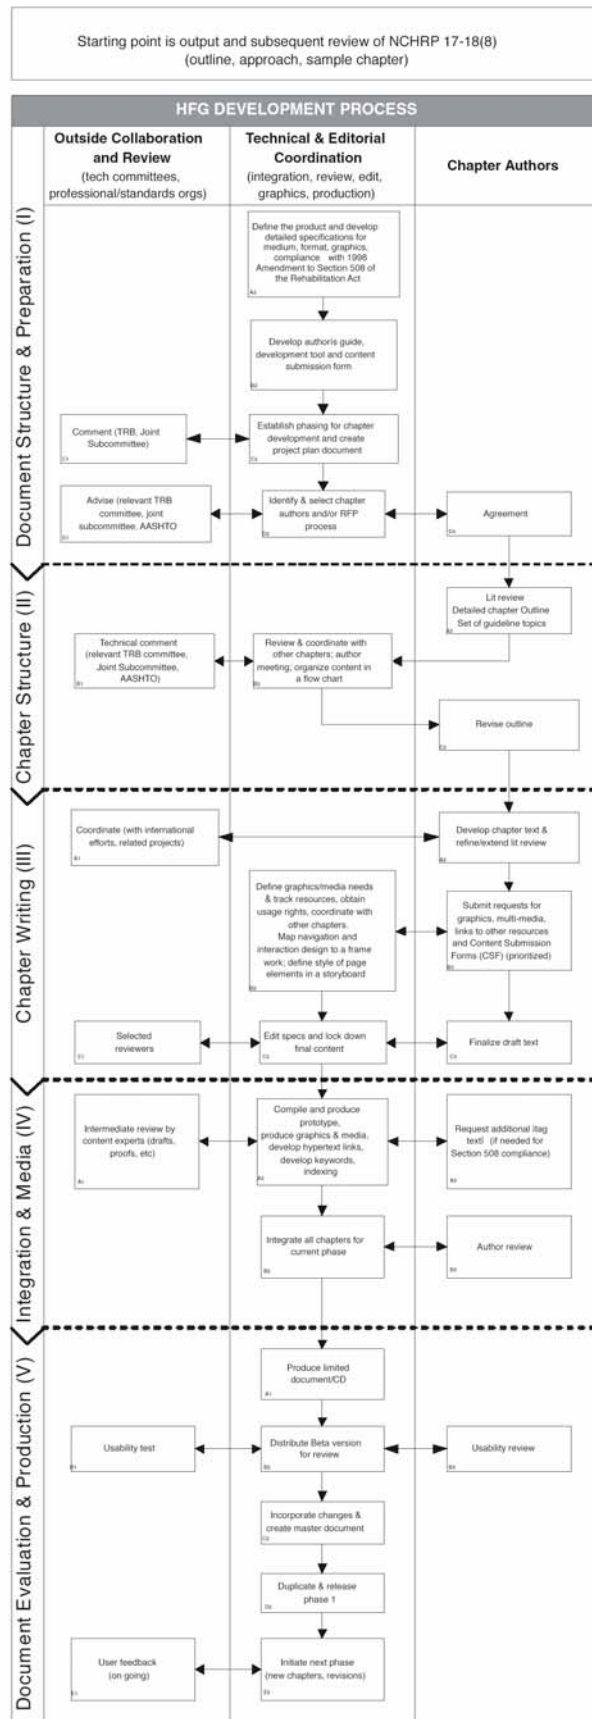 Starting point is output and subsequent review of NCHRP 17-18(8)
(outline, approach, sample chapter)
HFG DEVELOPMENT PROCESS
Outside Collaboration
and Review
(tech committees,
professional/standards orgs)
Technical & Editorial
Coordination
(integration, review, edit,
graphics, production)
Chapter Authors
Document Structure & Preparation (I)
Define the product and develop
detailed specifications for
medium, format, graphics,
compliance with 1998
Amendment to Section 508 of
the Rehabilitation Act
Develop authorís guide,
development tool and content
submission form
Comment (TRB, Joint
Subcommittee)
Establish phasing for chapter
development and create
project plan document
Advise (relevant TRB
committee, joint
subcommittee, AASHTO
Identify & select chapter
authors and/or RFP
process
Agreement
Chapter Structure (II)
Lit review
Detailed chapter Outline
Set of guideline topics
Technical comment
(relevant TRB committee,
Joint Subcommittee,
AASHTO)
Review & coordinate with
other chapters; author
meeting; organize content in
a flow chart
Revise outline
Chapter Writing (III)
Coordinate (with international
efforts, related projects)
Develop chapter text &
refine/extend lit review
Define graphics/media needs
& track resources, obtain
usage rights, coordinate with
other chapters.
Map navigation and
interaction design to a frame
work; define style of page
elements in a storyboard
Submit requests for
graphics, multi-media,
links to other resources
and Content Submission
Forms (CSF) (prioritized)
Selected
reviewers
Edit specs and lock down
final content
Finalize draft text
Integration & Media (IV)
Intermediate review by
content experts (drafts,
proofs, etc)
Compile and produce
prototype,
produce graphics & media,
develop hypertext links,
develop keywords,
indexing
Request additional ìtag
textî (if needed for
Section 508 compliance)
Integrate all chapters for
current phase
Author review
Document Evaluation & Production (V)
Produce limited
document/CD
Usability test
Distribute Beta version
for review
Usability review
Incorporate changes &
create master document
Duplicate & release
phase 1
User feedback
(on going)
Initiate next phase
(new chapters, revisions)